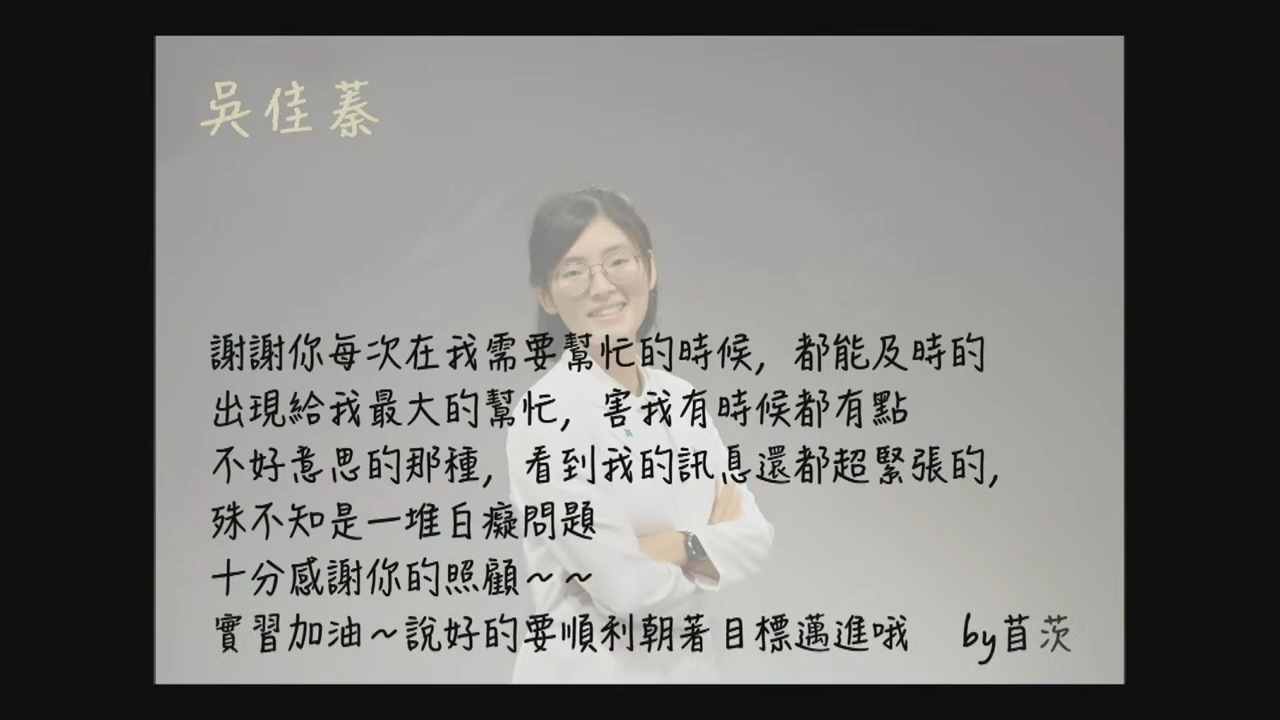 吳佳蓁
謝謝你每次在我需要幫忙的時候，都能及時的
出現給我最大的幫忙，害我有時候都有點
不好意思的那種，看到我的訊息還都超緊張的，
殊不知是一堆白癡問題
十分感謝你的照顧～～
實習加油～說好的要順利朝著目標邁進哦 by苜茨